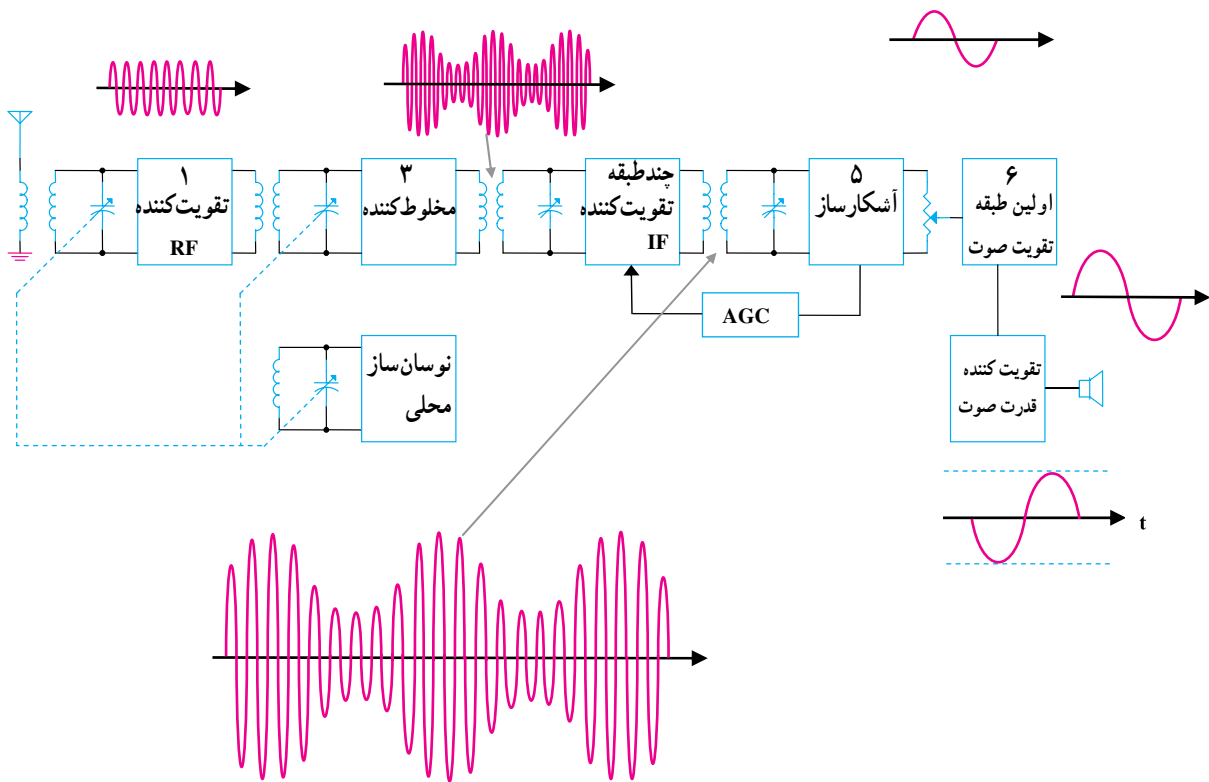 ۱
تقویت‌کننده
RF
۳
مخلوط‌کننده
چندطبقه
تقویت‌کننده
IF
۵
آشکارساز
۶
اولین طبقه
تقویت صوت
AGC
نوسان‌ساز
محلی
تقویت کننده
قدرت صوت
t